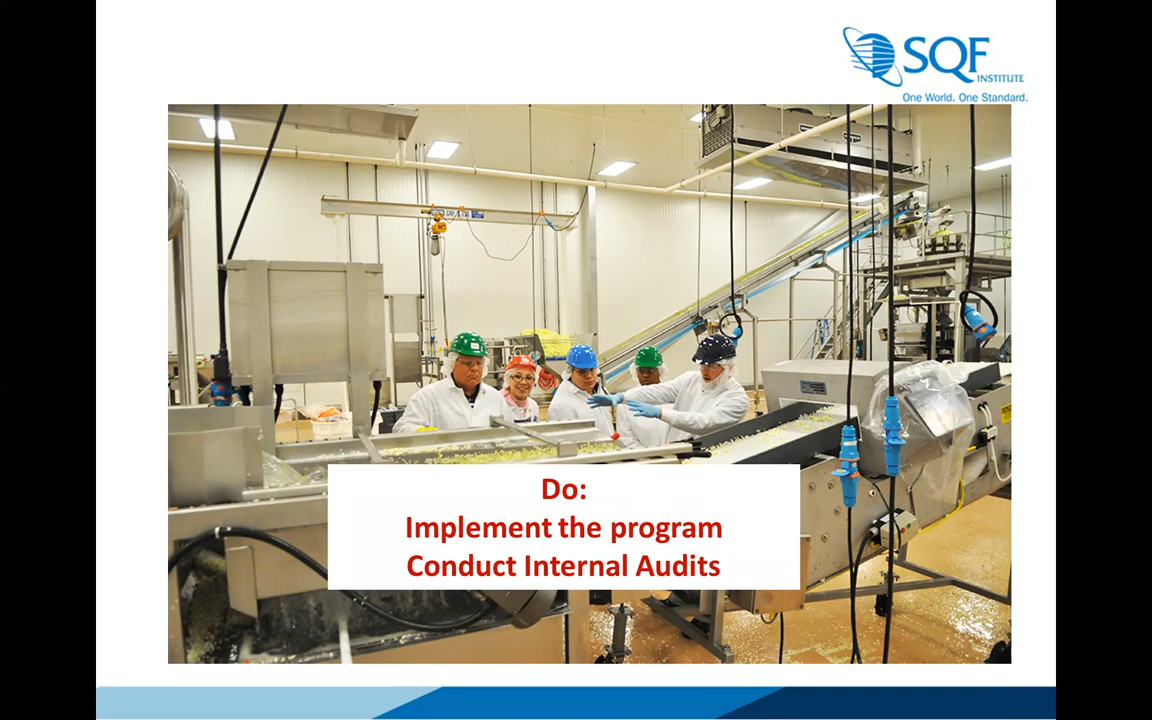 SQF
INSTITUTE
One World. One Standard.
Do:
Implement the program
Conduct Internal Audits